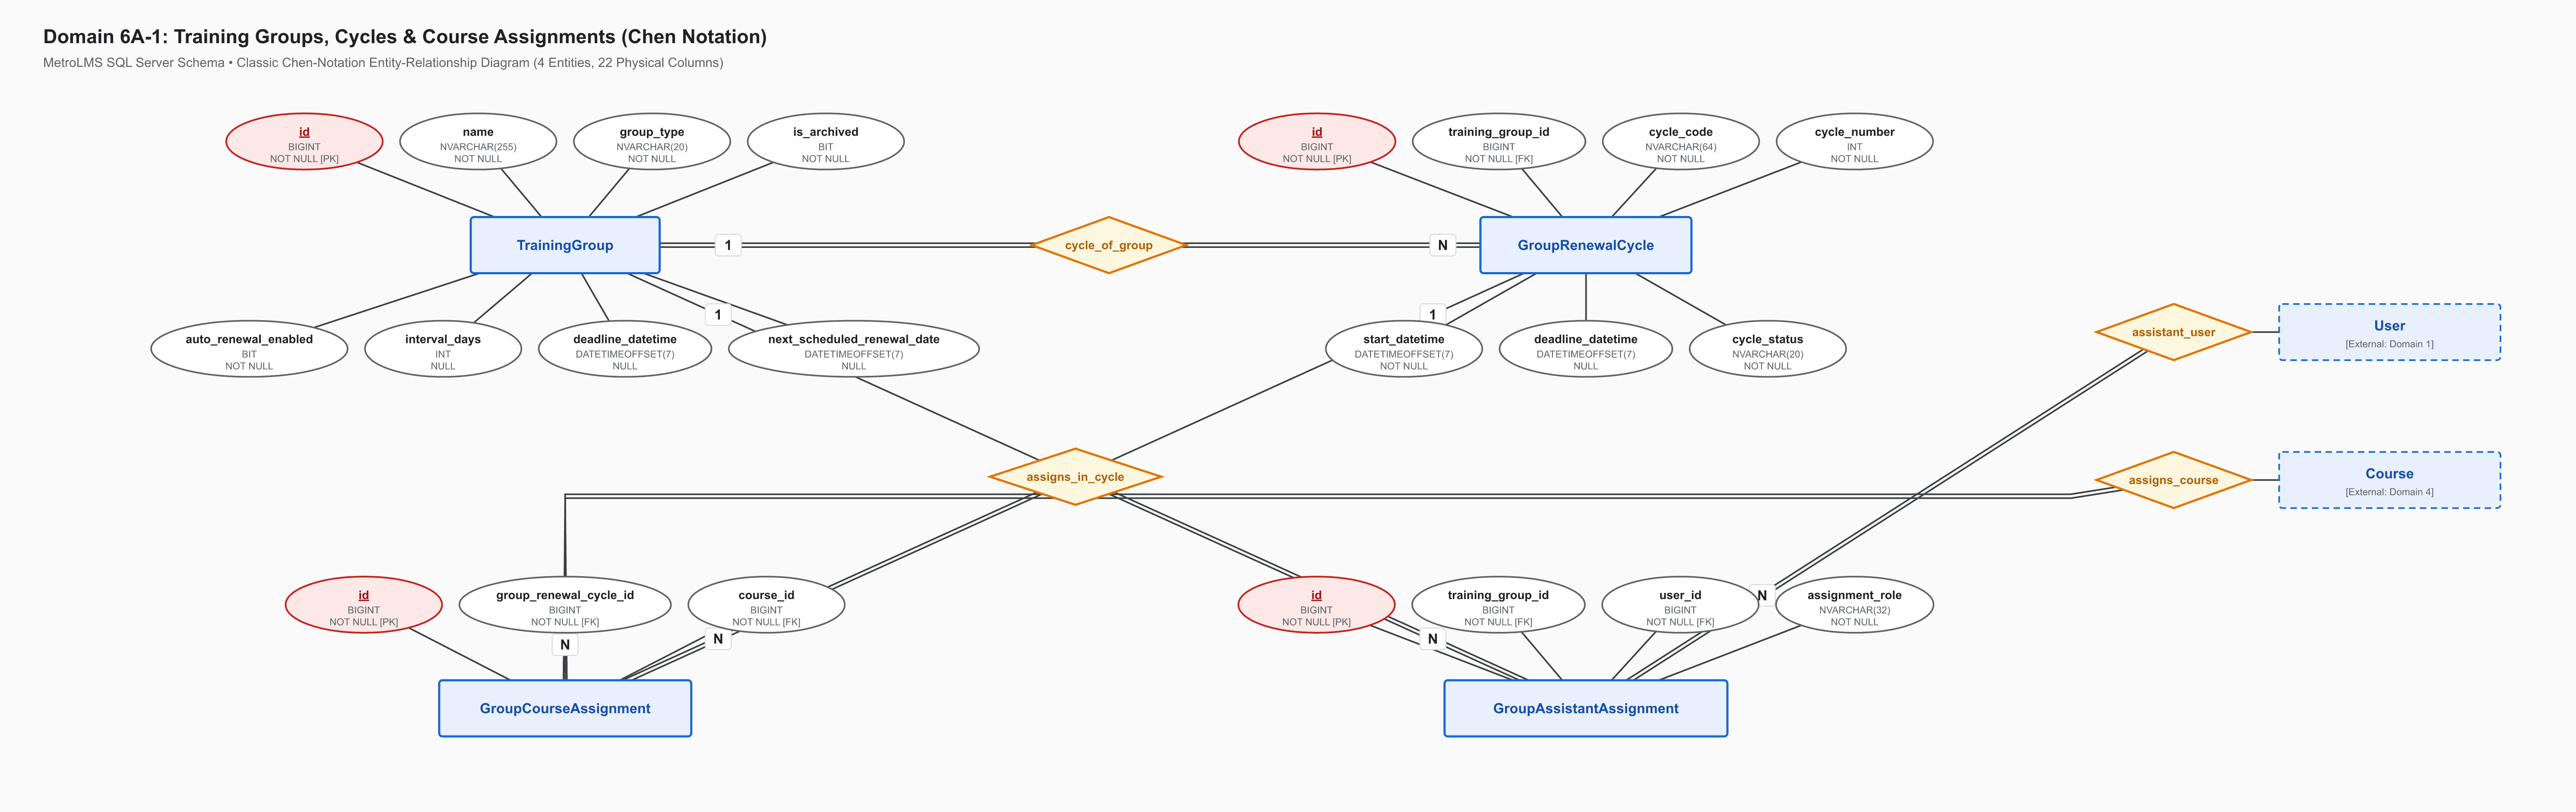 Domain 6A-1: Training Groups, Cycles & Course Assignments (Chen Notation)
MetroLMS SQL Server Schema • Classic Chen-Notation Entity-Relationship Diagram (4 Entities, 22 Physical Columns)
id
BIGINT
NOT NULL [PK]
name
NVARCHAR(255)
NOT NULL
group_type
NVARCHAR(20)
NOT NULL
is_archived
BIT
NOT NULL
id
BIGINT
NOT NULL [PK]
training_group_id
BIGINT
NOT NULL [FK]
cycle_code
NVARCHAR(64)
NOT NULL
cycle_number
INT
NOT NULL
TrainingGroup
1
cycle_of_group
N
GroupRenewalCycle
1
1
auto_renewal_enabled
BIT
NOT NULL
interval_days
INT
NULL
deadline_datetime
DATETIMEOFFSET(7)
NULL
next_scheduled_renewal_date
DATETIMEOFFSET(7)
NULL
start_datetime
DATETIMEOFFSET(7)
NOT NULL
deadline_datetime
DATETIMEOFFSET(7)
NULL
cycle_status
NVARCHAR(20)
NOT NULL
assistant_user
User
[External: Domain 1]
assigns_in_cycle
assigns_course
Course
[External: Domain 4]
id
BIGINT
NOT NULL [PK]
group_renewal_cycle_id
BIGINT
NOT NULL [FK]
course_id
BIGINT
NOT NULL [FK]
id
BIGINT
NOT NULL [PK]
training_group_id
BIGINT
NOT NULL [FK]
user_id
BIGINT
NOT NULL [FK]
N
assignment_role
NVARCHAR(32)
NOT NULL
N
N
N
GroupCourseAssignment
GroupAssistantAssignment